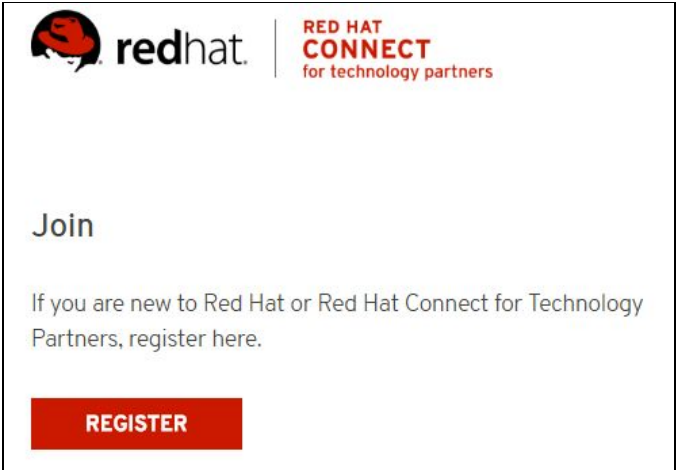 redhat.
RED HAT
CONNECT
for technology partners
Join
If you are new to Red Hat or Red Hat Connect for Technology
Partners, register here.
REGISTER